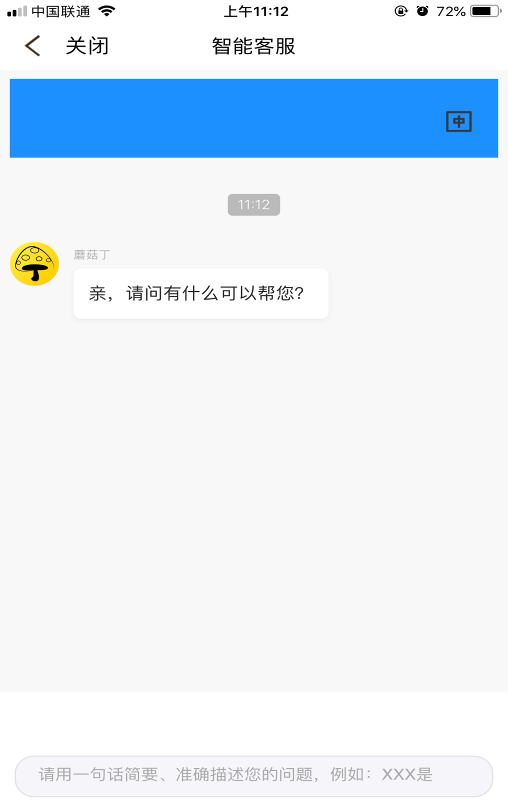 中国联通 上午11:12 72%
关闭 智能客服
中
11:12
蘑菇丁
亲，请问有什么可以帮您?
请用一句话简要、准确描述您的问题，例如：XXX是